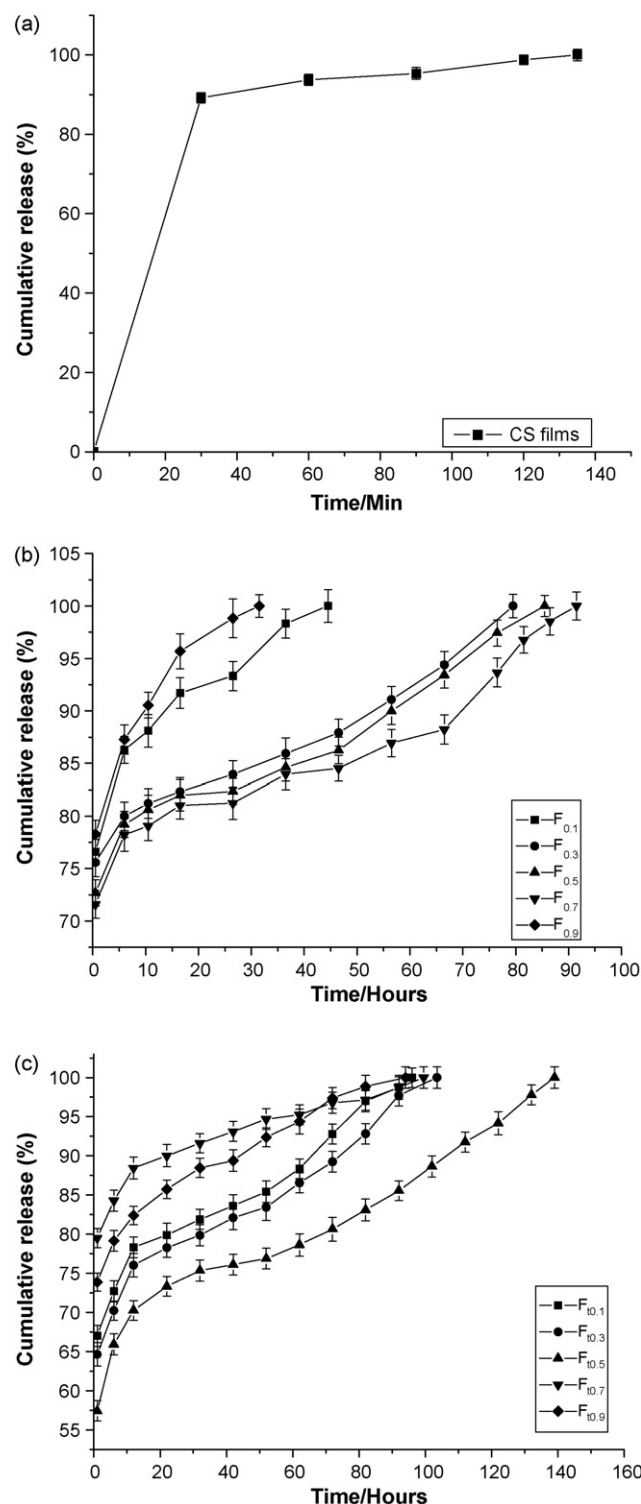 (a)
100
80
60
40
20
0
Cumulative release (%)
CS films
0 20 40 60 80 100 120 140
Time/Min
(b)
105
100
95
90
85
80
75
70
Cumulative release (%)
F0.1
F0.3
F0.5
F0.7
F0.9
0 10 20 30 40 50 60 70 80 90 100
Time/Hours
(c)
100
95
90
85
80
75
70
65
60
55
Cumulative release (%)
Ft0.1
Ft0.3
Ft0.5
Ft0.7
Ft0.9
0 20 40 60 80 100 120 140 160
Time/Hours